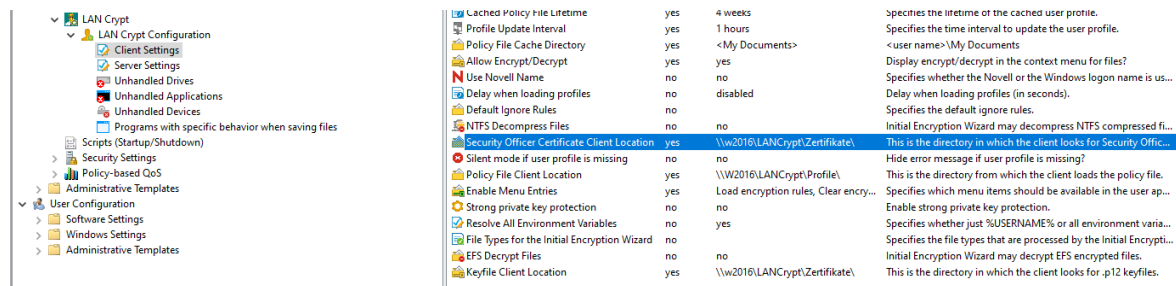 LAN Crypt
LAN Crypt Configuration
Client Settings
Server Settings
Unhandled Drives
Unhandled Applications
Unhandled Devices
Programs with specific behavior when saving files
Scripts (Startup/Shutdown)
Security Settings
Policy-based QoS
Administrative Templates
User Configuration
Software Settings
Windows Settings
Administrative Templates
Cached Policy File Lifetime yes 4 weeks Specifies the lifetime of the cached user profile.
Profile Update Interval yes 1 hours Specifies the time interval to update the user profile.
Policy File Cache Directory yes <My Documents> <user name>\My Documents
Allow Encrypt/Decrypt yes yes Display encrypt/decrypt in the context menu for files?
Use Novell Name no no Specifies whether the Novell or the Windows logon name is us...
Delay when loading profiles no disabled Delay when loading profiles (in seconds).
Default Ignore Rules no Specifies the default ignore rules.
NTFS Decompress Files no no Initial Encryption Wizard may decompress NTFS compressed fi...
Security Officer Certificate Client Location yes \\w2016\LANCrypt\Zertifikate\ This is the directory in which the client looks for Security Offic...
Silent mode if user profile is missing no no Hide error message if user profile is missing?
Policy File Client Location yes \\W2016\LANCrypt\Profile\ This is the directory from which the client loads the policy file.
Enable Menu Entries yes Load encryption rules, Clear encry... Specifies which menu items should be available in the user ap...
Strong private key protection no no Enable strong private key protection.
Resolve All Environment Variables no yes Specifies whether just %USERNAME% or all environment varia...
File Types for the Initial Encryption Wizard no Specifies the file types that are processed by the Initial Encrypti...
EFS Decrypt Files no no Initial Encryption Wizard may decrypt EFS encrypted files.
Keyfile Client Location yes \\w2016\LANCrypt\Zertifikate\ This is the directory in which the client looks for .p12 keyfiles.